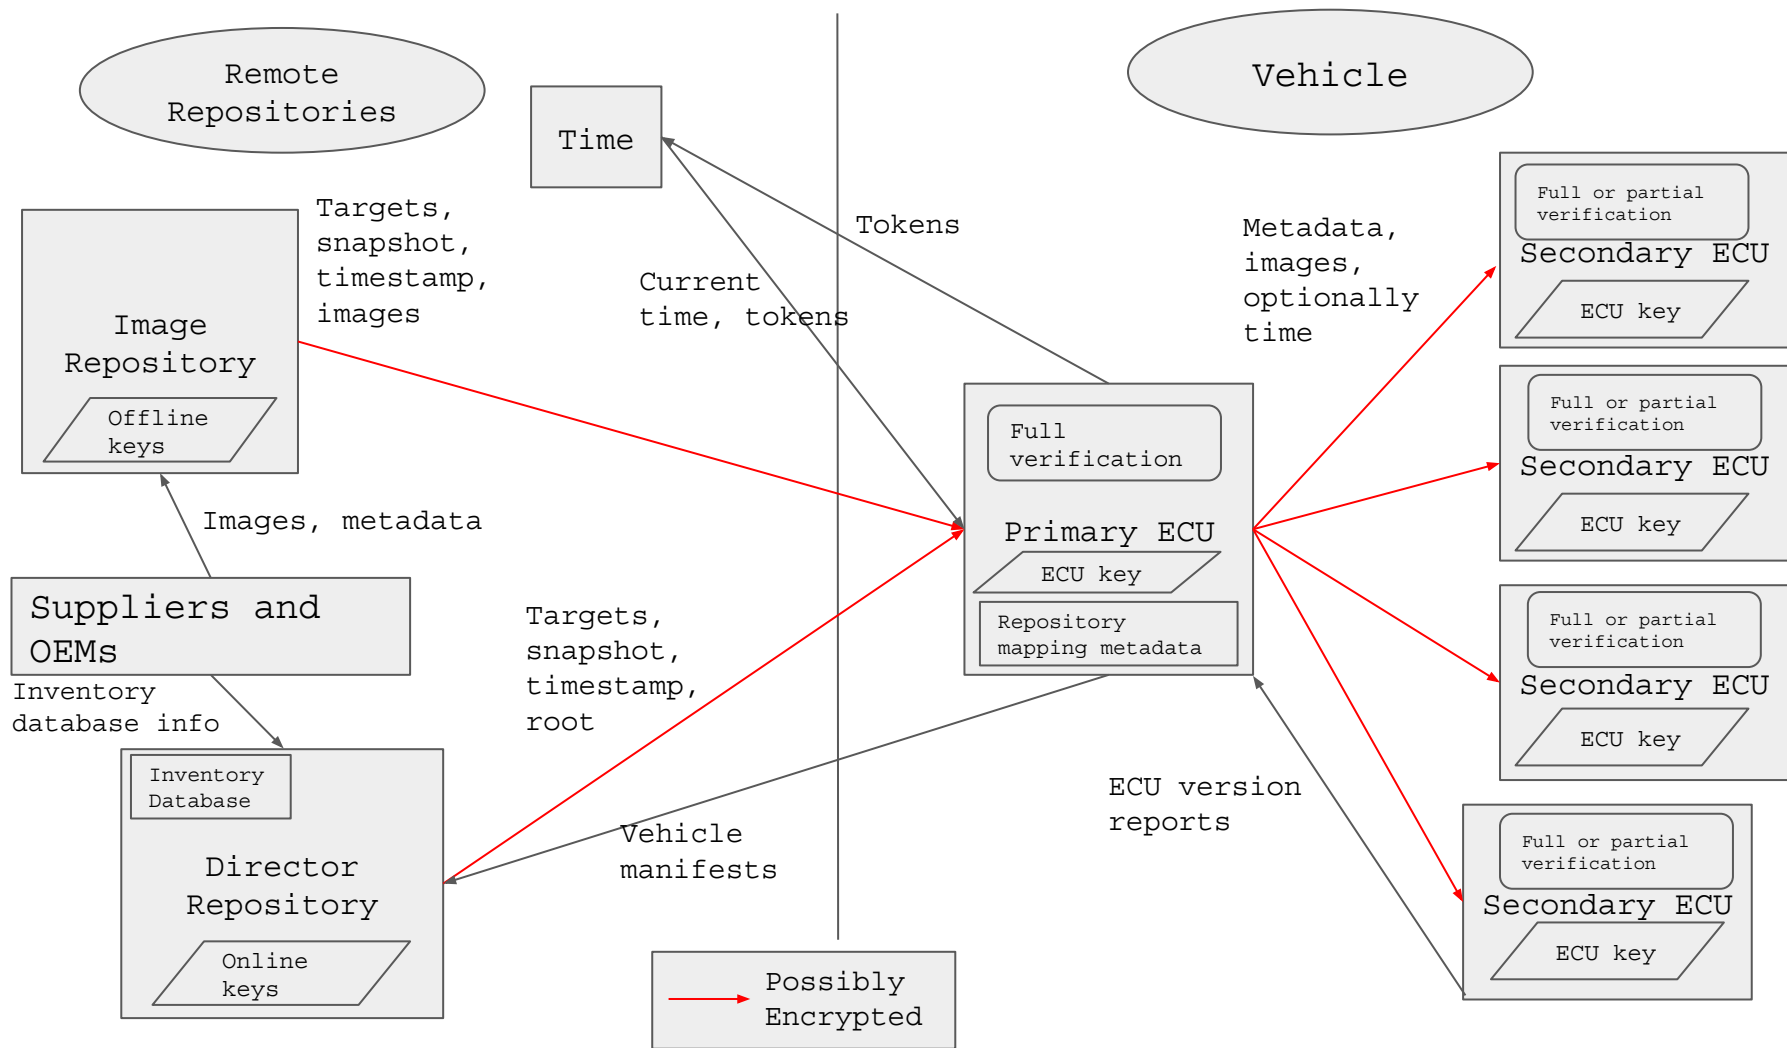 Remote
Repositories
Vehicle
Time
Targets,
snapshot,
timestamp,
images
Tokens
Current
time, tokens
Metadata,
images,
optionally
time
Image
Repository
Offline
keys
Images, metadata
Suppliers and
OEMs
Inventory
database info
Inventory
Database
Director
Repository
Online
keys
Targets,
snapshot,
timestamp,
root
Vehicle
manifests
Full
verification
Primary ECU
ECU key
Repository
mapping metadata
ECU version
reports
Full or partial
verification
Secondary ECU
ECU key
Full or partial
verification
Secondary ECU
ECU key
Full or partial
verification
Secondary ECU
ECU key
Full or partial
verification
Secondary ECU
ECU key
Possibly
Encrypted